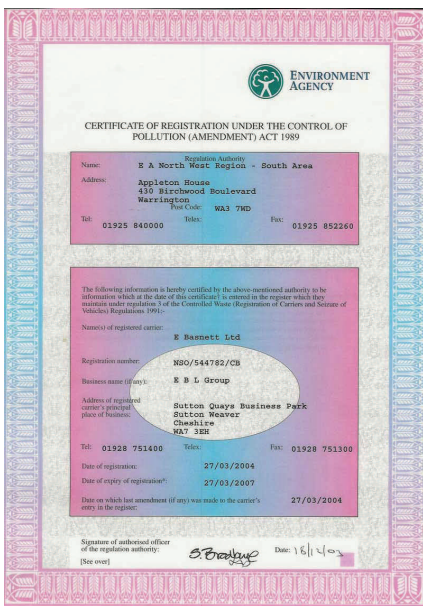 ENVIRONMENT
AGENCY
CERTIFICATE OF REGISTRATION UNDER THE CONTROL OF
POLLUTION (AMENDMENT) ACT 1989
Regulation Authority
Name: E A North West Region - South Area
Address: Appleton House
430 Birchwood Boulevard
Warrington
Post Code: WA3 7WD
Tel: 01925 840000 Telex: Fax: 01925 852260
The following information is hereby certified by the above-mentioned authority to be
information which at the date of this certificate† is entered in the register which they
maintain under regulation 3 of the Controlled Waste (Registration of Carriers and Seizure of
Vehicles) Regulations 1991:-
Name(s) of registered carrier:
E Basnett Ltd
Registration number: NSO/544782/CB
Business name (if any): E B L Group
Address of registered
carrier's principal Sutton Quays Business Park
place of business: Sutton Weaver
Cheshire
WA7 3EH
Tel: 01928 751400 Telex: Fax: 01928 751300
Date of registration: 27/03/2004
Date of expiry of registration*: 27/03/2007
Date on which last amendment (if any) was made to the carrier's 27/03/2004
entry in the register:
Signature of authorised officer
of the regulation authority: Date: 18/12/03
[See over]